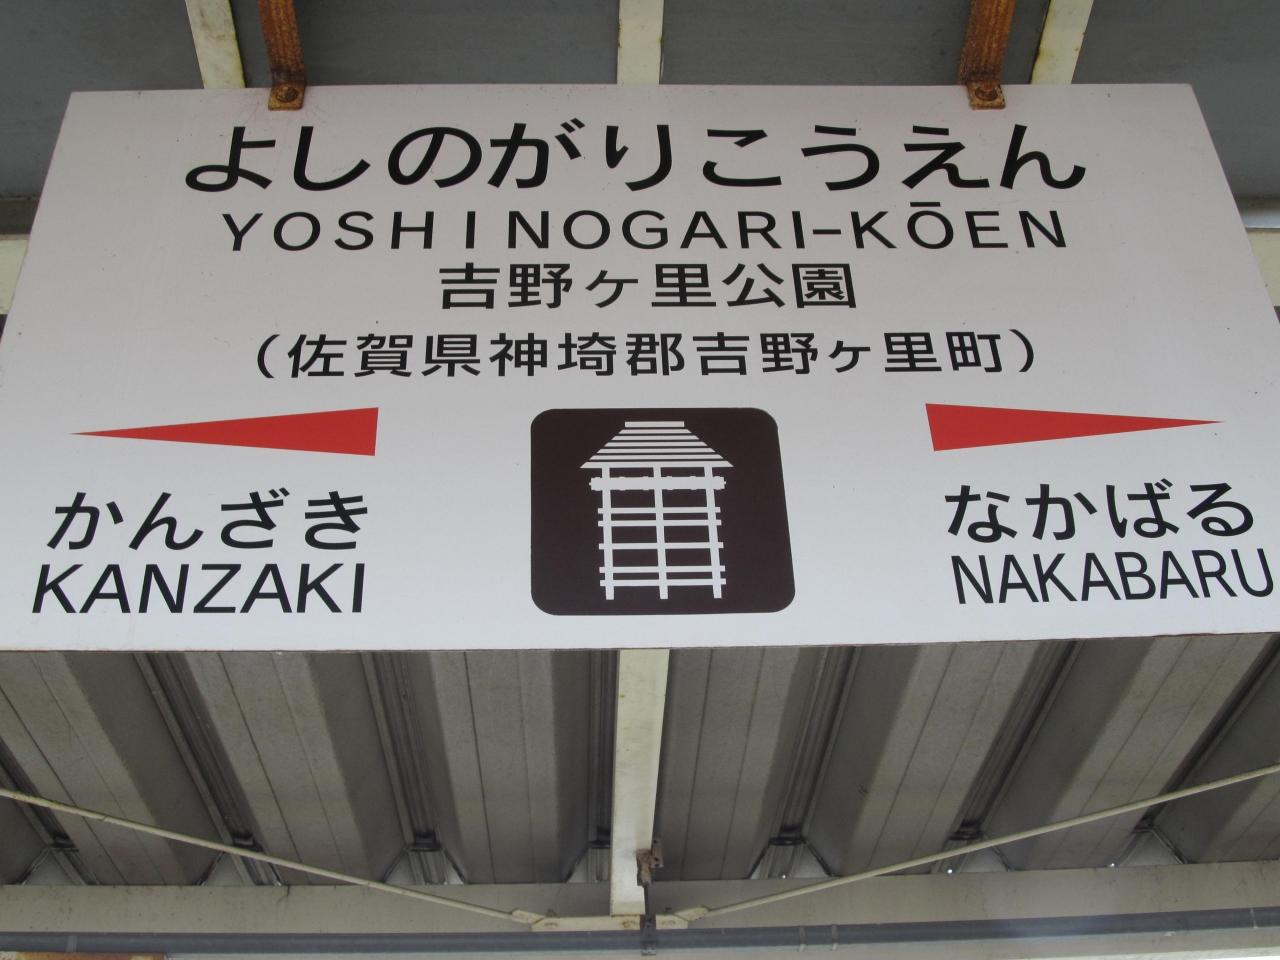 よしのがりこうえん
YOSHINOGARI-KŌEN
吉野ヶ里公園
（佐賀県神埼郡吉野ヶ里町）
かんざき
KANZAKI
なかばる
NAKABARU